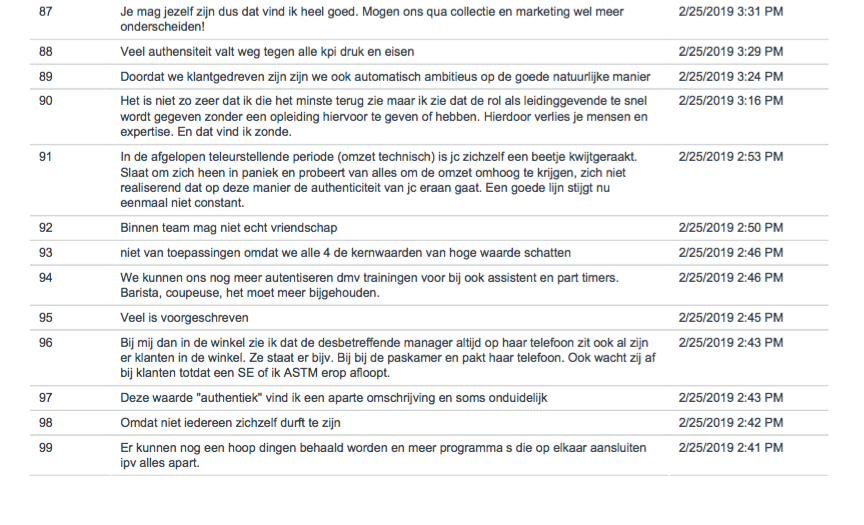 87 Je mag jezelf zijn dus dat vind ik heel goed. Mogen ons qua collectie en marketing wel meer 2/25/2019 3:31 PM
onderscheiden!
88 Veel authensiteit valt weg tegen alle kpi druk en eisen 2/25/2019 3:29 PM
89 Doordat we klantgedreven zijn zijn we ook automatisch ambitieus op de goede natuurlijke manier 2/25/2019 3:24 PM
90 Het is niet zo zeer dat ik die het minste terug zie maar ik zie dat de rol als leidinggevende te snel 2/25/2019 3:16 PM
wordt gegeven zonder een opleiding hiervoor te geven of hebben. Hierdoor verlies je mensen en
expertise. En dat vind ik zonde.
91 In de afgelopen teleurstellende periode (omzet technisch) is jc zichzelf een beetje kwijtgeraakt. 2/25/2019 2:53 PM
Slaat om zich heen in paniek en probeert van alles om de omzet omhoog te krijgen, zich niet
realiserend dat op deze manier de authenticiteit van jc eraan gaat. Een goede lijn stijgt nu
eenmaal niet constant.
92 Binnen team mag niet echt vriendschap 2/25/2019 2:50 PM
93 niet van toepassingen omdat we alle 4 de kernwaarden van hoge waarde schatten 2/25/2019 2:46 PM
94 We kunnen ons nog meer autentiseren dmv trainingen voor bij ook assistent en part timers. 2/25/2019 2:46 PM
Barista, coupeuse, het moet meer bijgehouden.
95 Veel is voorgeschreven 2/25/2019 2:45 PM
96 Bij mij dan in de winkel zie ik dat de desbetreffende manager altijd op haar telefoon zit ook al zijn 2/25/2019 2:43 PM
er klanten in de winkel. Ze staat er bijv. Bij bij de paskamer en pakt haar telefoon. Ook wacht zij af
bij klanten totdat een SE of ik ASTM erop afloopt.
97 Deze waarde "authentiek" vind ik een aparte omschrijving en soms onduidelijk 2/25/2019 2:43 PM
98 Omdat niet iedereen zichzelf durft te zijn 2/25/2019 2:42 PM
99 Er kunnen nog een hoop dingen behaald worden en meer programma s die op elkaar aansluiten 2/25/2019 2:41 PM
ipv alles apart.